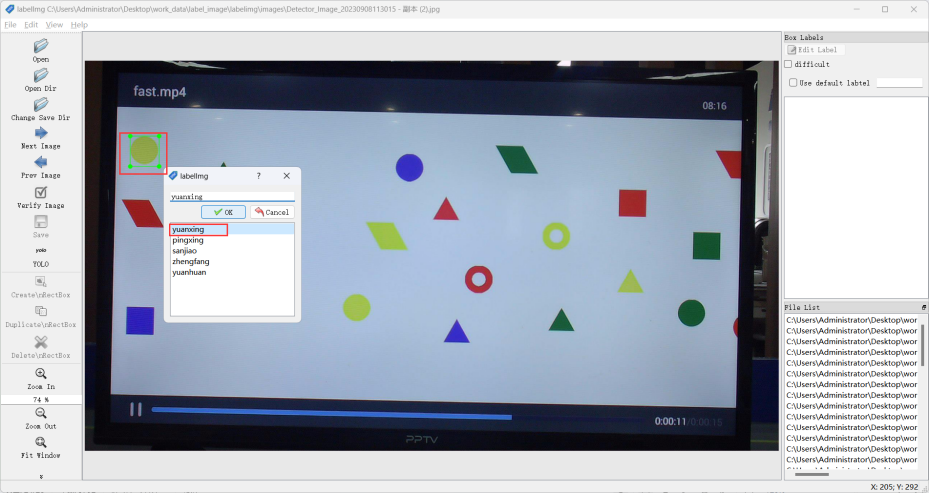 labelImg C:\Users\Administrator\Desktop\work_data\label_image\labelimg\images\Detector_Image_20230908113015 - 副本 (2).jpg
File Edit View Help
Open
Open Dir
Change Save Dir
Next Image
Prev Image
Verify Image
Save
yolo
YOLO
Create\nRectBox
Duplicate\nRectBox
Delete\nRectBox
Zoom In
74 %
Zoom Out
Fit Window
fast.mp4
08:16
labelImg
?
yuanxing
OK
Cancel
yuanxing
pingxing
sanjiao
zhengfang
yuanhuan
0:00:11/0:00:15
PPTV
Box Labels
Edit Label
difficult
Use default labtel
File List
C:\Users\Administrator\Desktop\wor
C:\Users\Administrator\Desktop\wor
C:\Users\Administrator\Desktop\wor
C:\Users\Administrator\Desktop\wor
C:\Users\Administrator\Desktop\wor
C:\Users\Administrator\Desktop\wor
C:\Users\Administrator\Desktop\wor
C:\Users\Administrator\Desktop\wor
C:\Users\Administrator\Desktop\wor
C:\Users\Administrator\Desktop\wor
C:\Users\Administrator\Desktop\wor
C:\Users\Administrator\Desktop\wor
C:\Users\Administrator\Desktop\wor
C:\Users\Administrator\Desktop\wor
X: 205; Y: 292